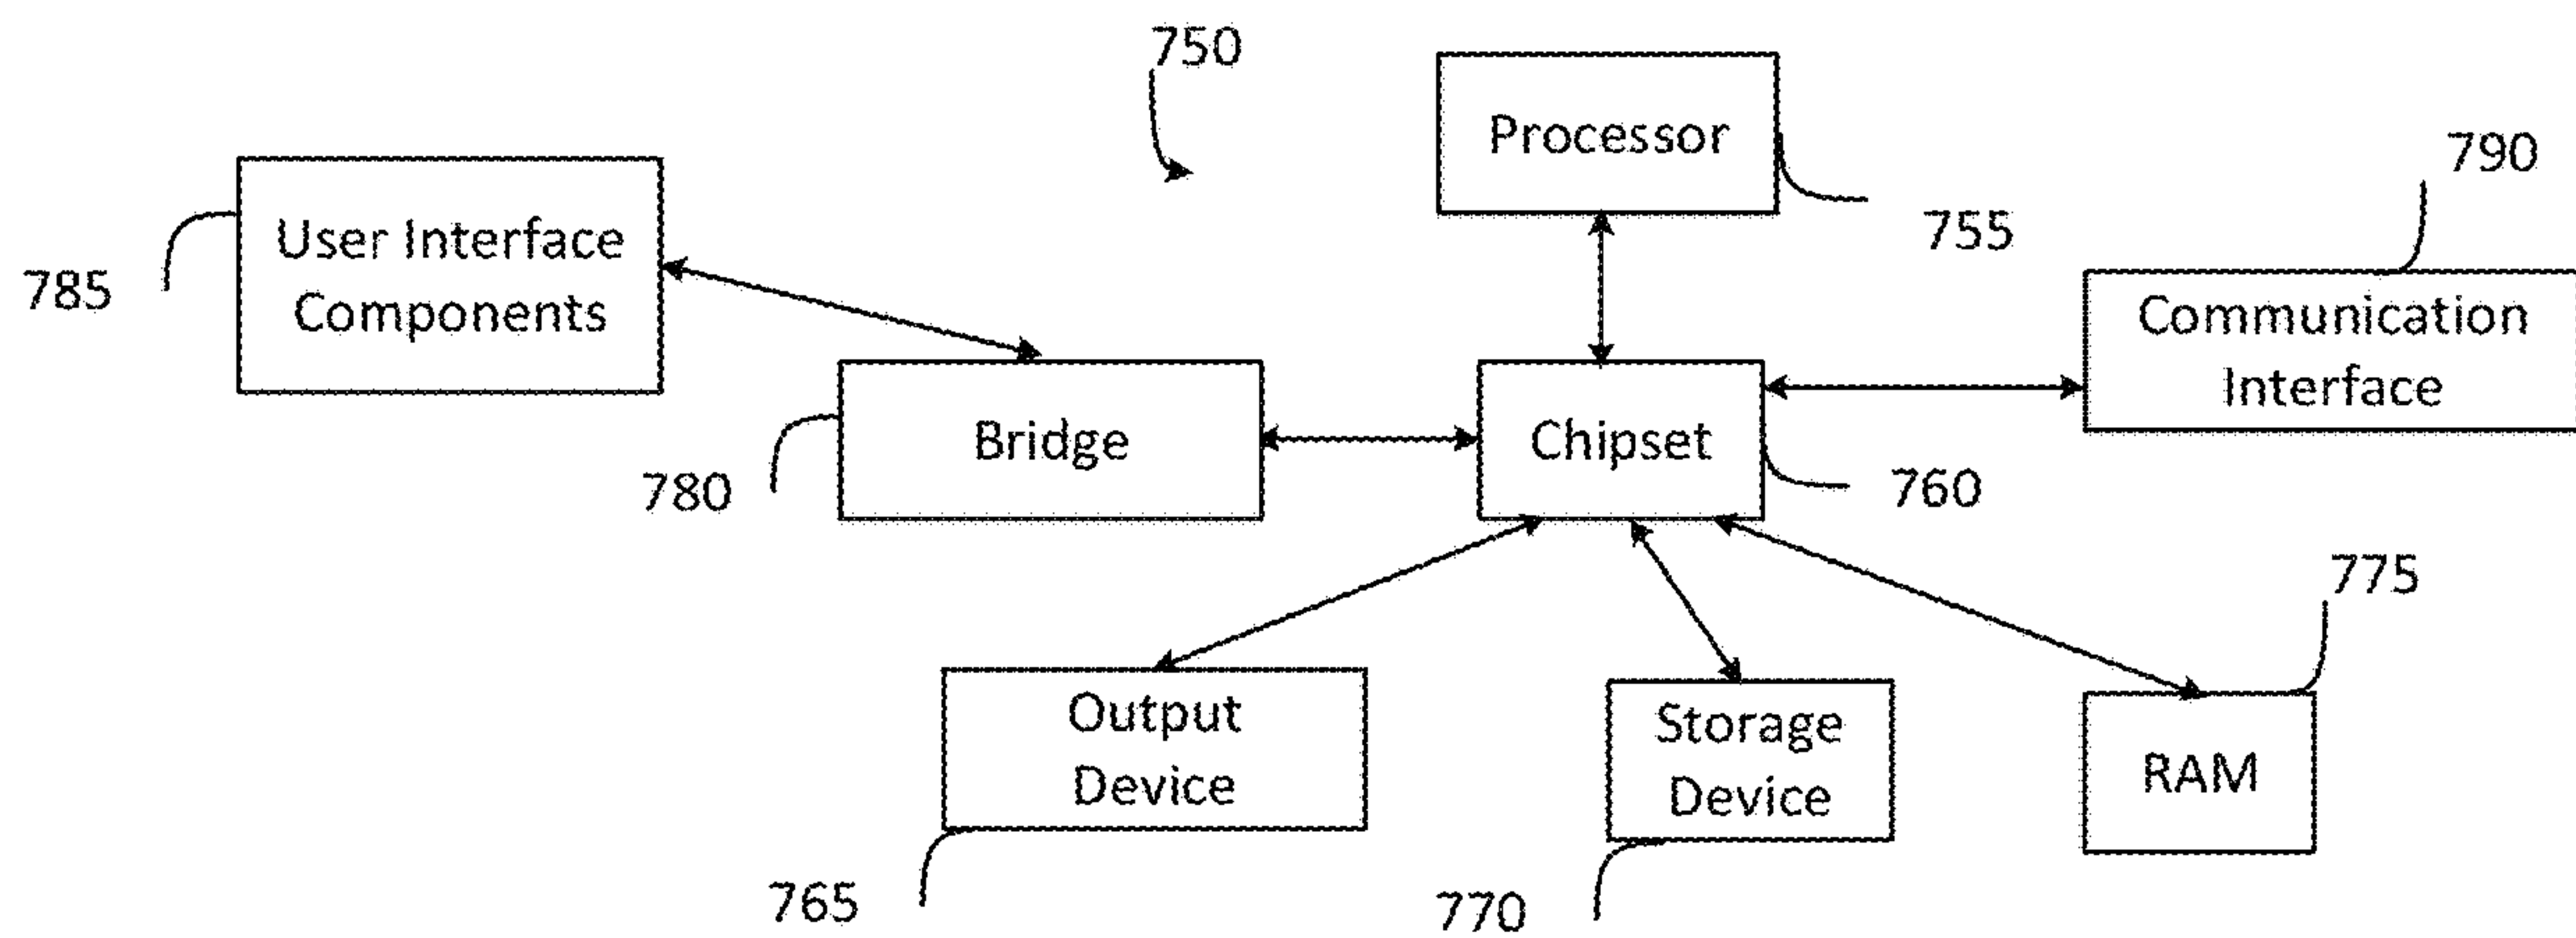 750
Processor
790
User Interface
Components
755
785
Communication
Interface
Bridge
Chipset
780
760
775
Output
Device
Storage
Device
RAM
765
770